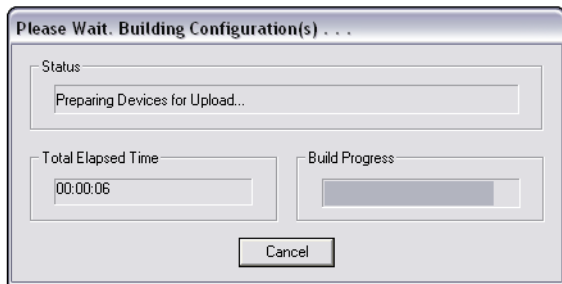 Please Wait. Building Configuration(s) . . .
Status
Preparing Devices for Upload...
Total Elapsed Time
Build Progress
00:00:06
Cancel